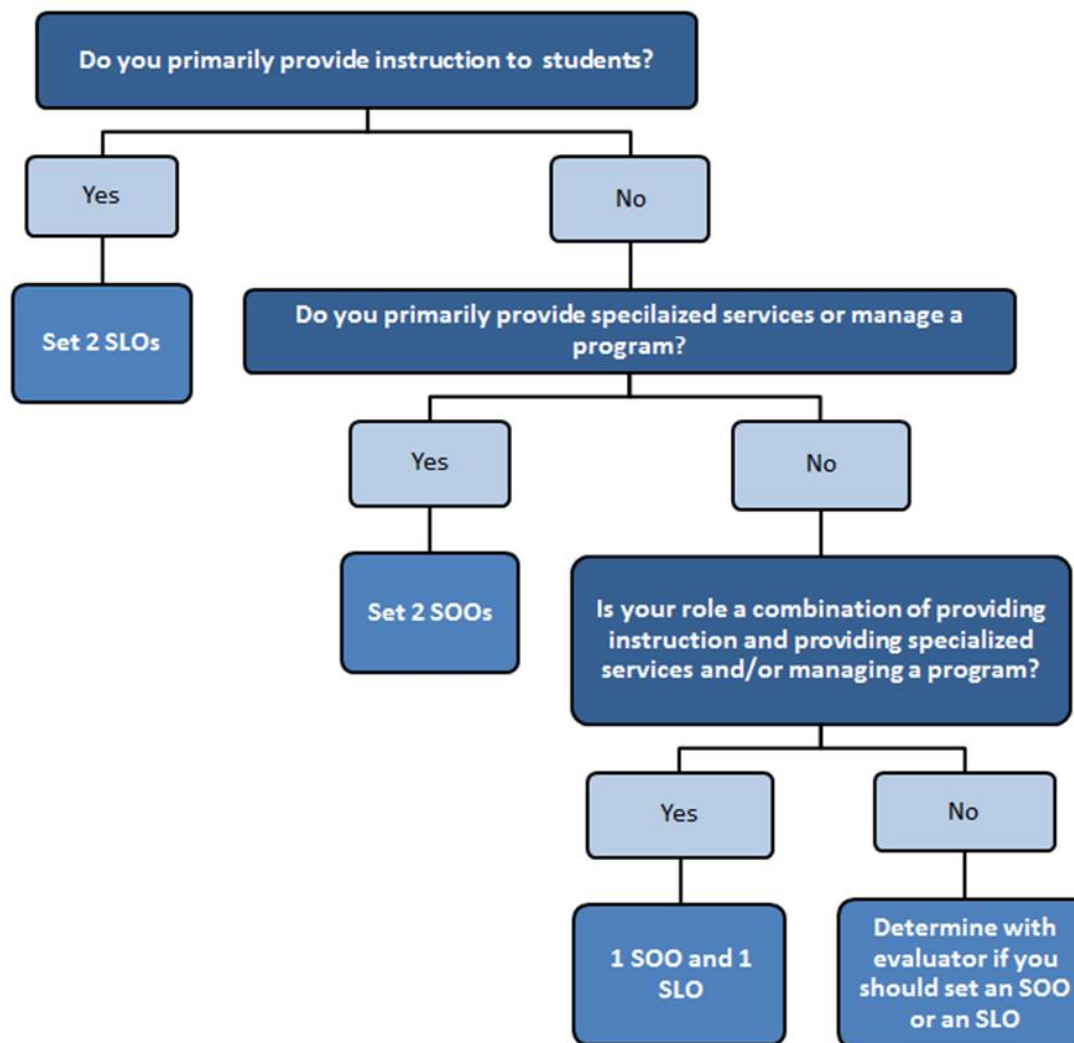 Do you primarily provide instruction to students?
Yes
No
Set 2 SLOs
Do you primarily provide specilaized services or manage a
program?
Yes
No
Set 2 SOOs
Is your role a combination of providing
instruction and providing specialized
services and/or managing a program?
Yes
No
1 SOO and 1
SLO
Determine with
evaluator if you
should set an SOO
or an SLO